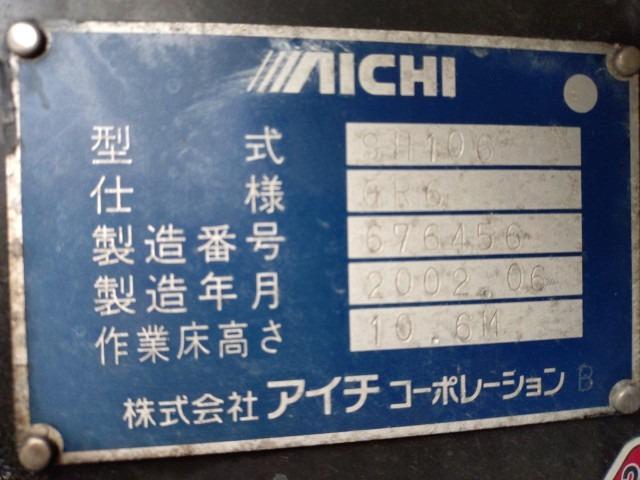 AICHI
型式 SH106
仕様 GR6
製造番号 676456
製造年月 2002.06
作業床高さ 10.6M
株式会社アイチコーポレーション B
2